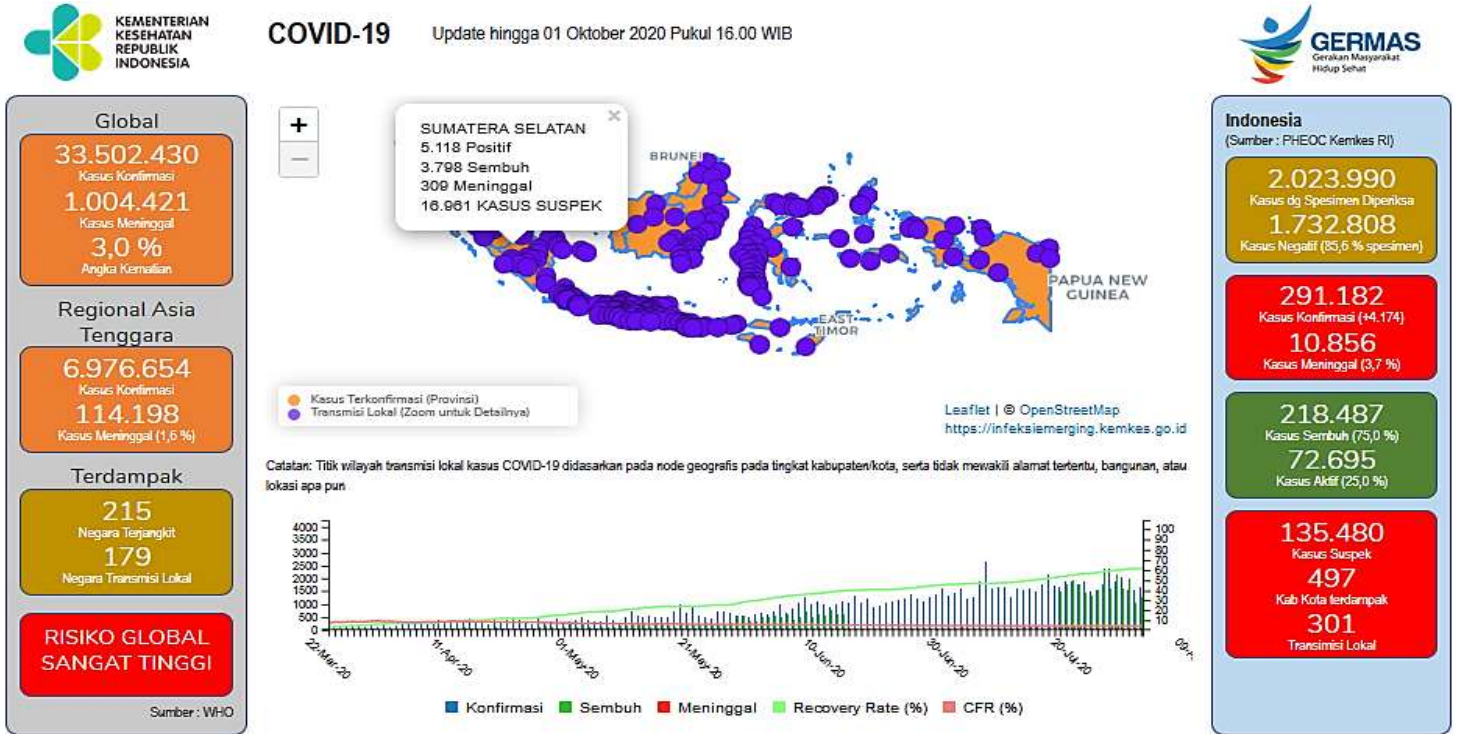 KEMENTERIAN
KESEHATAN
REPUBLIK
INDONESIA
COVID-19
Update hingga 01 Oktober 2020 Pukul 16.00 WIB
GERMAS
Gerakan Masyarakat
Hidup Sehat
Global
33.502.430
Kasus Konfirmasi
1.004.421
Kasus Meninggal
3,0 %
Angka Kematian
Regional Asia
Tenggara
6.976.654
Kasus Konfirmasi
114.198
Kasus Meninggal (1,6 %)
Terdampak
215
Negara Terjangkit
179
Negara Transmisi Lokal
RISIKO GLOBAL
SANGAT TINGGI
Sumber : WHO
+
−
×
SUMATERA SELATAN
5.118 Positif
3.798 Sembuh
309 Meninggal
16.961 KASUS SUSPEK
BRUNEI
PAPUA NEW
GUINEA
EAST
TIMOR
Kasus Terkonfirmasi (Provinsi)
Transmisi Lokal (Zoom untuk Detailnya)
Leaflet | © OpenStreetMap
https://infeksiemerging.kemkes.go.id
Catatan: Titik wilayah transmisi lokal kasus COVID-19 didasarkan pada node geografis pada tingkat kabupaten/kota, serta tidak mewakili alamat tertentu, bangunan, atau
lokasi apa pun
4000
3500
3000
2500
2000
1500
1000
500
0
100
90
80
70
60
50
40
30
20
10
22-Mar-20
11-Apr-20
01-May-20
21-May-20
10-Jun-20
30-Jun-20
20-Jul-20
Konfirmasi
Sembuh
Meninggal
Recovery Rate (%)
CFR (%)
Indonesia
(Sumber : PHEOC Kemkes RI)
2.023.990
Kasus dg Spesimen Diperiksa
1.732.808
Kasus Negatif (85,6 % spesimen)
291.182
Kasus Konfirmasi (+4.174)
10.856
Kasus Meninggal (3,7 %)
218.487
Kasus Sembuh (75,0 %)
72.695
Kasus Aktif (25,0 %)
135.480
Kasus Suspek
497
Kab Kota terdampak
301
Transimisi Lokal